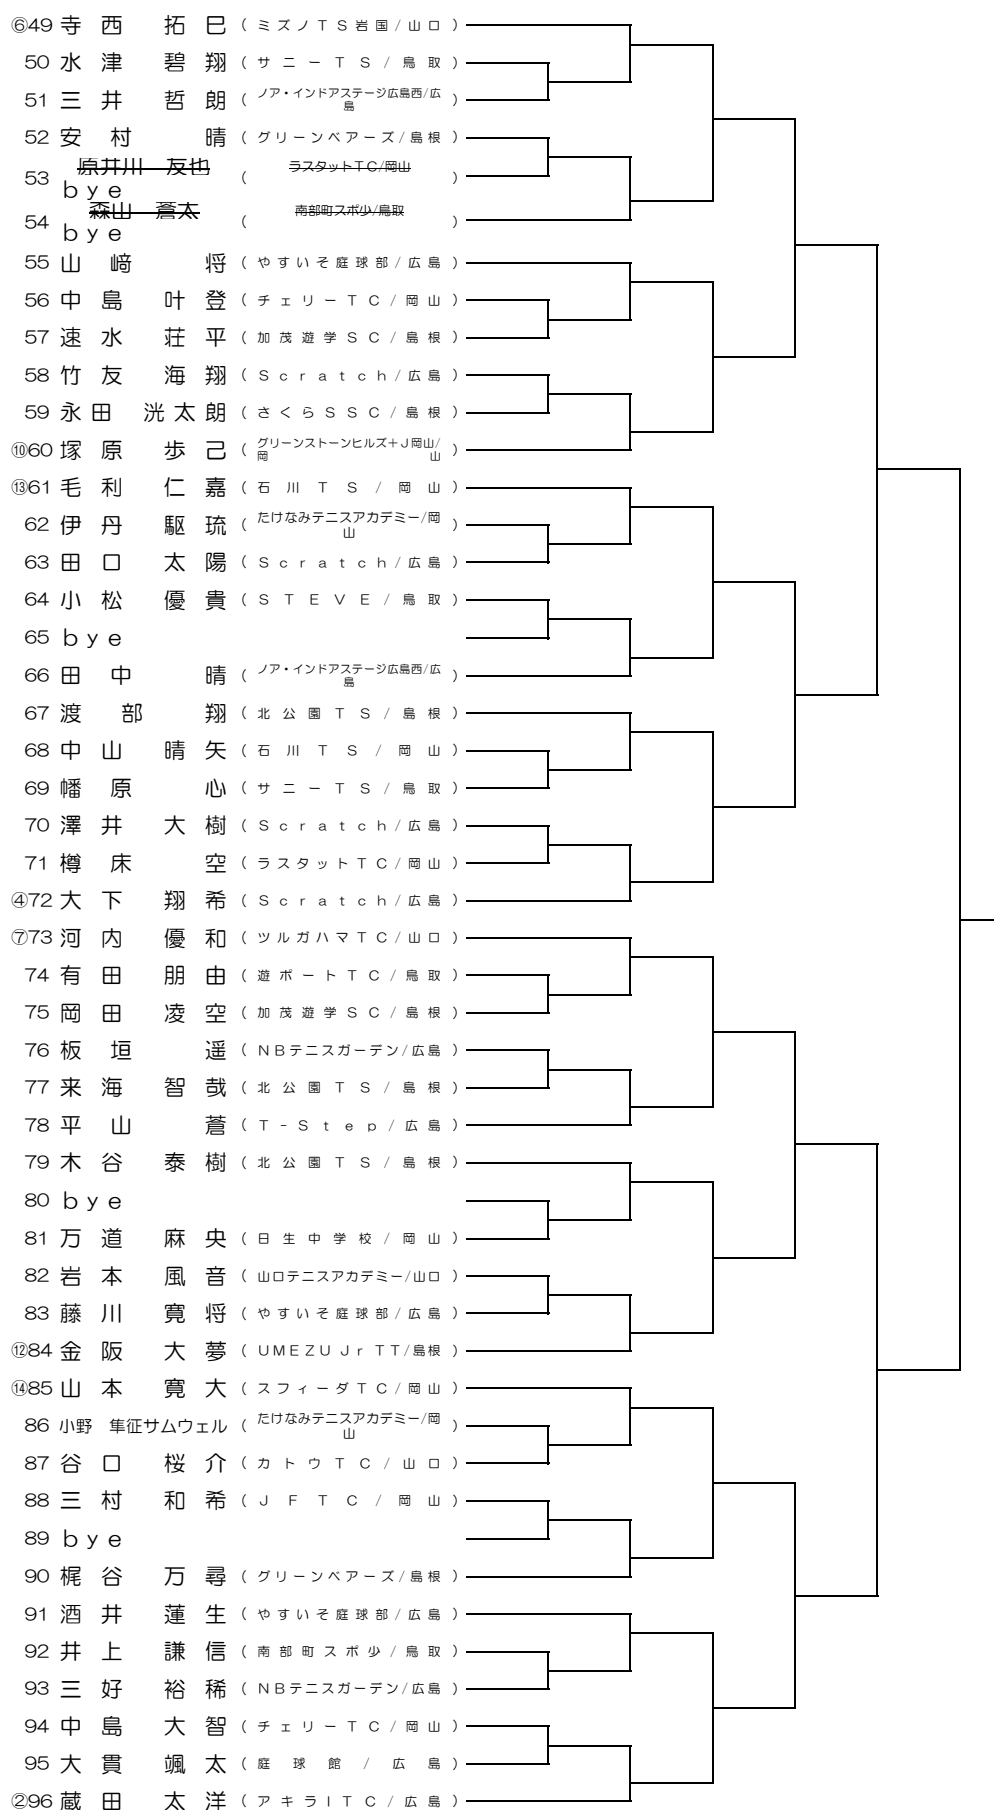 ⑥49 寺西 拓巳 (ミズノTS岩国/山口)
50 水津 碧翔 (サニーTS/鳥取)
51 三井 哲朗 (ノア・インドアステージ広島西/広島)
52 安村 晴 (グリーンベアーズ/島根)
原井川 友也 ラスタットTC/岡山
53 bye ( )
森山 蒼太 南部町スポ少/鳥取
54 bye ( )
55 山﨑 将 (やすいそ庭球部/広島)
56 中島 叶登 (チェリーTC/岡山)
57 速水 荘平 (加茂遊学SC/島根)
58 竹友 海翔 (Scratch/広島)
59 永田 洸太朗 (さくらSSC/島根)
⑩60 塚原 歩己 (グリーンストーンヒルズ+J岡山/岡山)
⑬61 毛利 仁嘉 (石川TS/岡山)
62 伊丹 駆琉 (たけなみテニスアカデミー/岡山)
63 田口 太陽 (Scratch/広島)
64 小松 優貴 (STEVE/鳥取)
65 bye
66 田中 晴 (ノア・インドアステージ広島西/広島)
67 渡部 翔 (北公園TS/島根)
68 中山 晴矢 (石川TS/岡山)
69 幡原 心 (サニーTS/鳥取)
70 澤井 大樹 (Scratch/広島)
71 樽床 空 (ラスタットTC/岡山)
④72 大下 翔希 (Scratch/広島)
⑦73 河内 優和 (ツルガハマTC/山口)
74 有田 朋由 (遊ポートTC/鳥取)
75 岡田 凌空 (加茂遊学SC/島根)
76 板垣 遥 (NBテニスガーデン/広島)
77 来海 智哉 (北公園TS/島根)
78 平山 蒼 (T-Step/広島)
79 木谷 泰樹 (北公園TS/島根)
80 bye
81 万道 麻央 (日生中学校/岡山)
82 岩本 風音 (山口テニスアカデミー/山口)
83 藤川 寛将 (やすいそ庭球部/広島)
⑫84 金阪 大夢 (UMEZU Jr TT/島根)
⑭85 山本 寛大 (スフィーダTC/岡山)
86 小野 隼征サムウェル (たけなみテニスアカデミー/岡山)
87 谷口 桜介 (カトウTC/山口)
88 三村 和希 (JFTC/岡山)
89 bye
90 梶谷 万尋 (グリーンベアーズ/島根)
91 酒井 蓮生 (やすいそ庭球部/広島)
92 井上 謙信 (南部町スポ少/鳥取)
93 三好 裕稀 (NBテニスガーデン/広島)
94 中島 大智 (チェリーTC/岡山)
95 大貫 颯太 (庭球館/広島)
②96 蔵田 太洋 (アキラITC/広島)